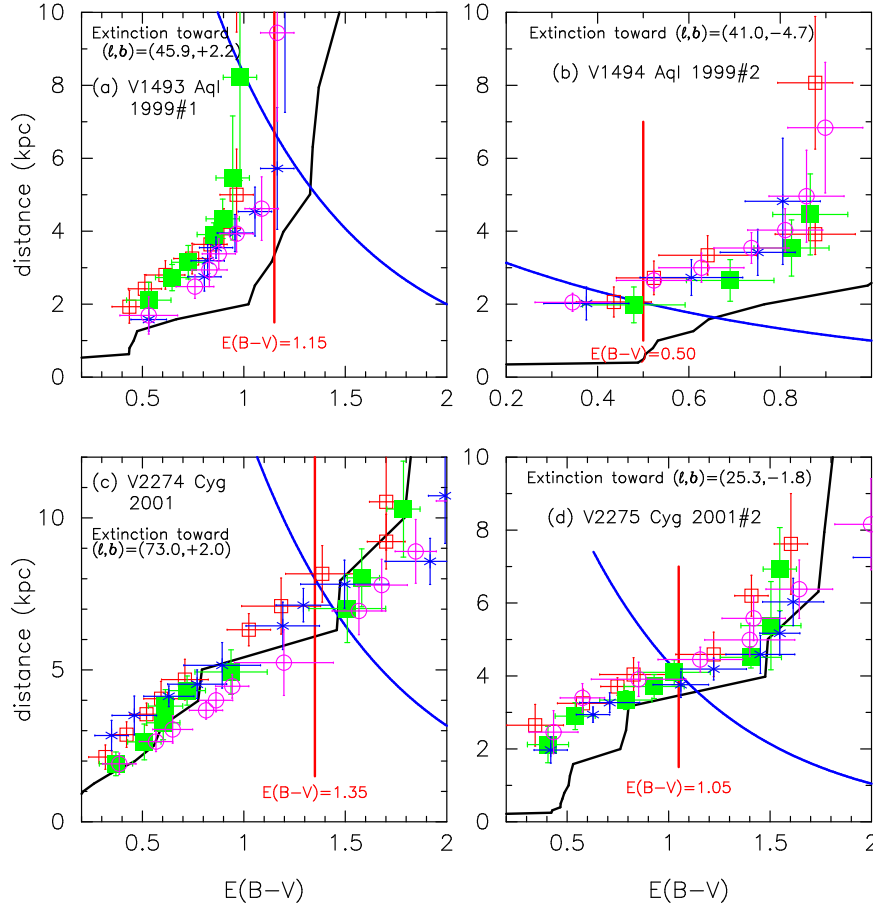 10
8
6
4
2
0
distance (kpc)
Extinction toward
(l,b)=(45.9,+2.2)
(a) V1493 Aql
1999#1
E(B−V)=1.15
0.5
1
1.5
2
10
8
6
4
2
0
Extinction toward (l,b)=(41.0,−4.7)
(b) V1494 Aql 1999#2
E(B−V)=0.50
0.2
0.4
0.6
0.8
1
10
5
0
distance (kpc)
(c) V2274 Cyg
2001
Extinction toward
(l,b)=(73.0,+2.0)
E(B−V)=1.35
0.5
1
1.5
2
E(B−V)
10
8
6
4
2
0
Extinction toward (l,b)=(25.3,−1.8)
(d) V2275 Cyg 2001#2
E(B−V)=1.05
0.5
1
1.5
2
E(B−V)